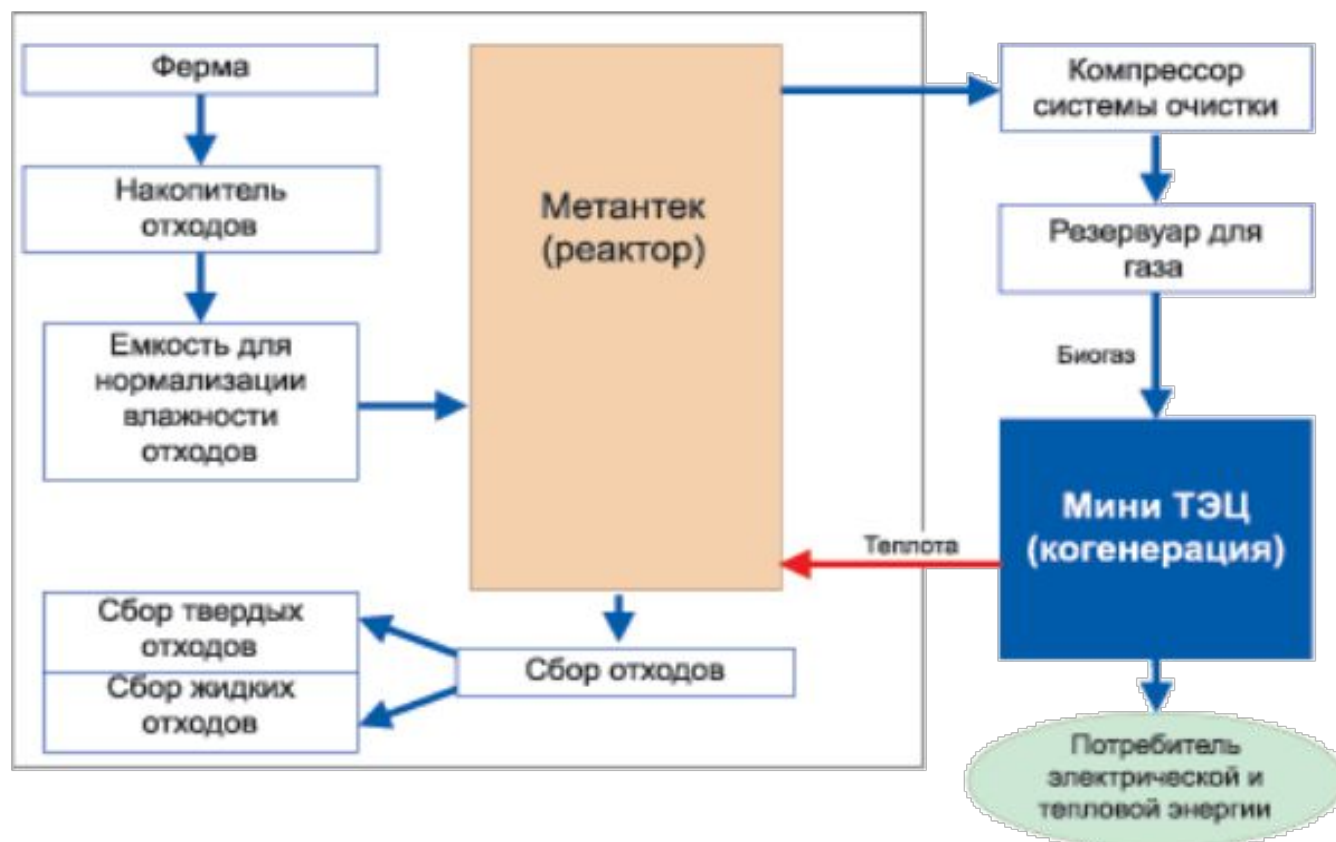 Ферма
Накопитель
отходов
Емкость для
нормализации
влажности
отходов
Метантек
(реактор)
Компрессор
системы очистки
Резервуар для
газа
Биогаз
Мини ТЭЦ
(когенерация)
Теплота
Сбор отходов
Сбор твердых
отходов
Сбор жидких
отходов
Потребитель
электрической и
тепловой энергии